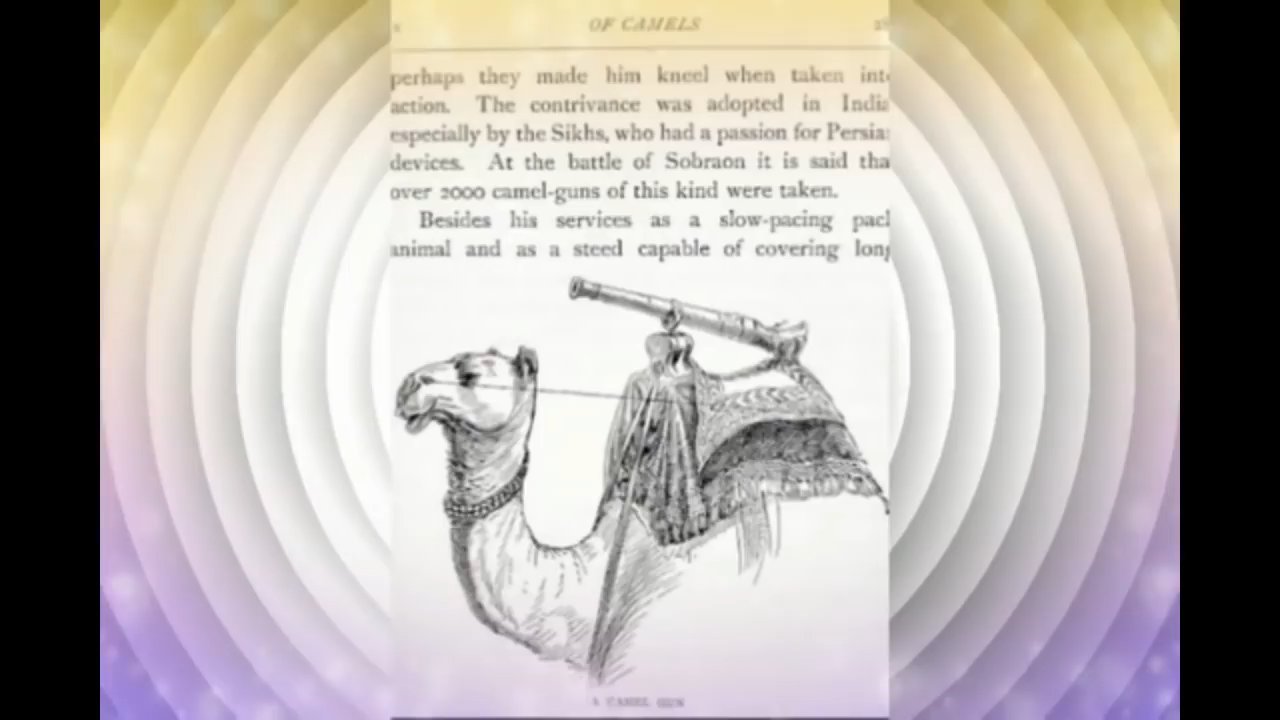 OF CAMELS
perhaps they made him kneel when taken int
action. The contrivance was adopted in India
especially by the Sikhs, who had a passion for Persia
devices. At the battle of Sobraon it is said tha
over 2000 camel-guns of this kind were taken.
Besides his services as a slow-pacing pac
animal and as a steed capable of covering long
A CAMEL GUN